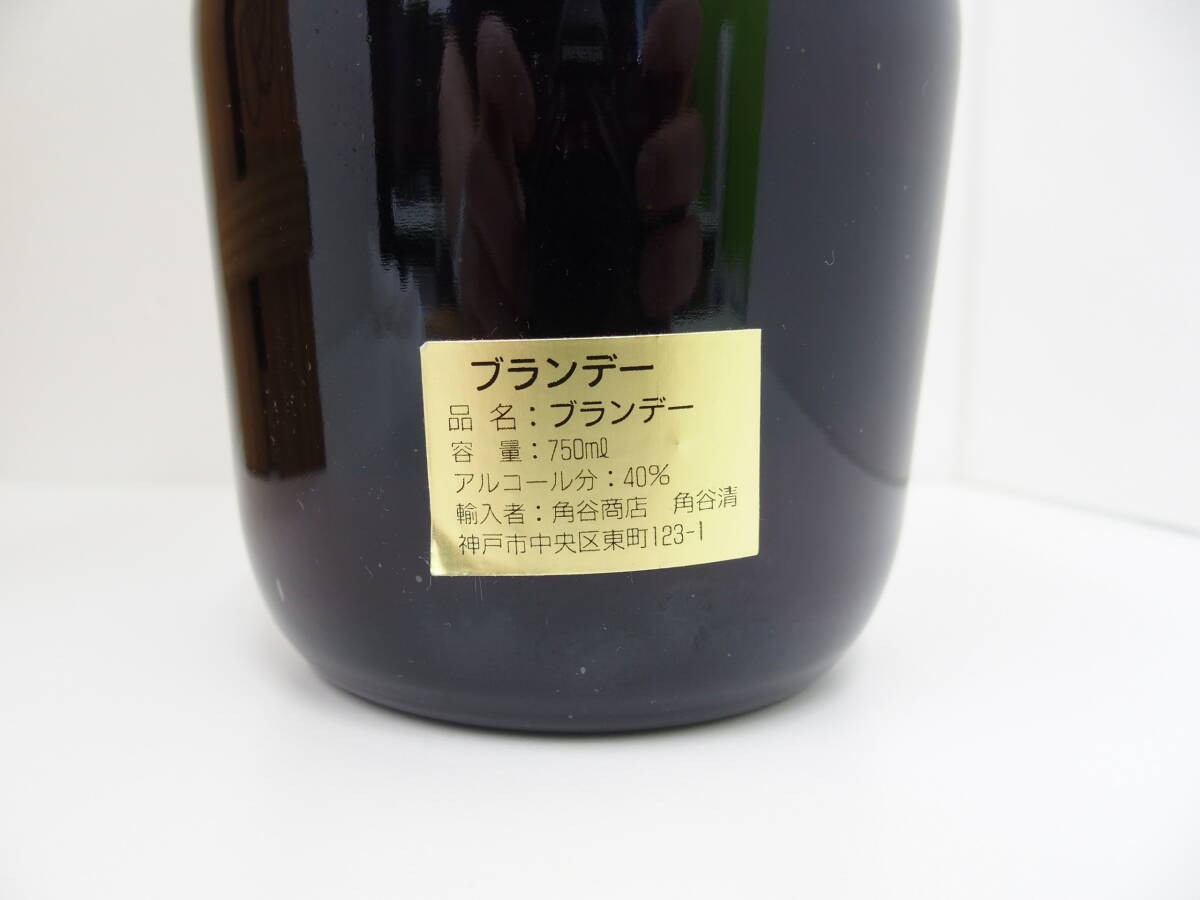 ブランデー
品 名：ブランデー
容 量：750mℓ
アルコール分：40%
輸入者：角谷商店 角谷清
神戸市中央区東町123-1